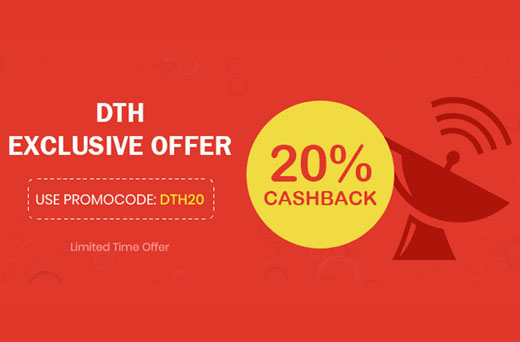 DTH
EXCLUSIVE OFFER
USE PROMOCODE: DTH20
Limited Time Offer
20%
CASHBACK